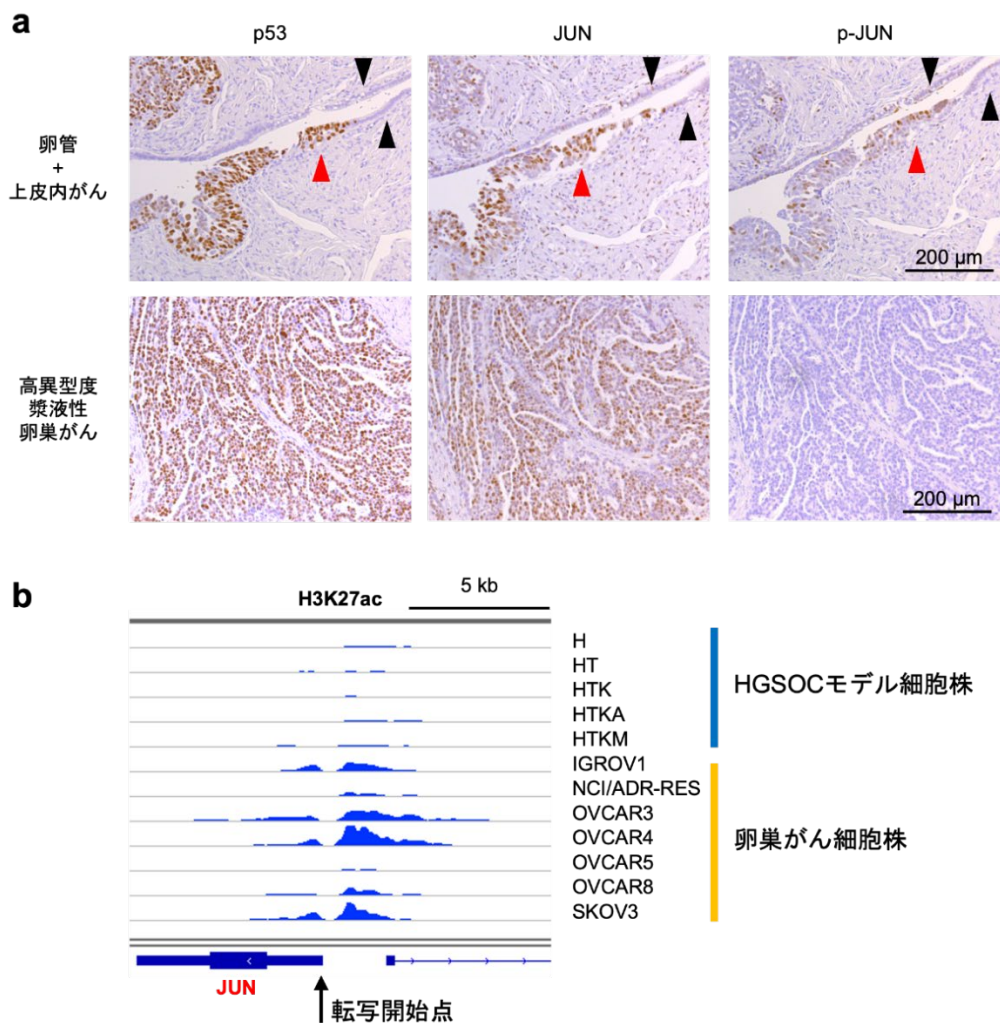 a
p53
JUN
p-JUN
卵管
+
上皮内がん
200 μm
高異型度
漿液性
卵巣がん
200 μm
b
H3K27ac
5 kb
H
HT
HTK
HTKA
HTKM
IGROV1
NCI/ADR-RES
OVCAR3
OVCAR4
OVCAR5
OVCAR8
SKOV3
HGSOCモデル細胞株
卵巣がん細胞株
JUN
転写開始点